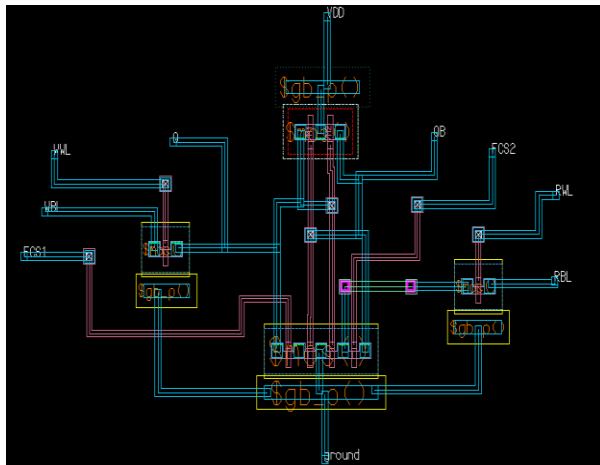 VDD
$gb_p()
Q
QB
WWL
FCS2
RWL
WBL
FCS1
RBL
$gb_p()
$gb_p()
$gb_p()
ground